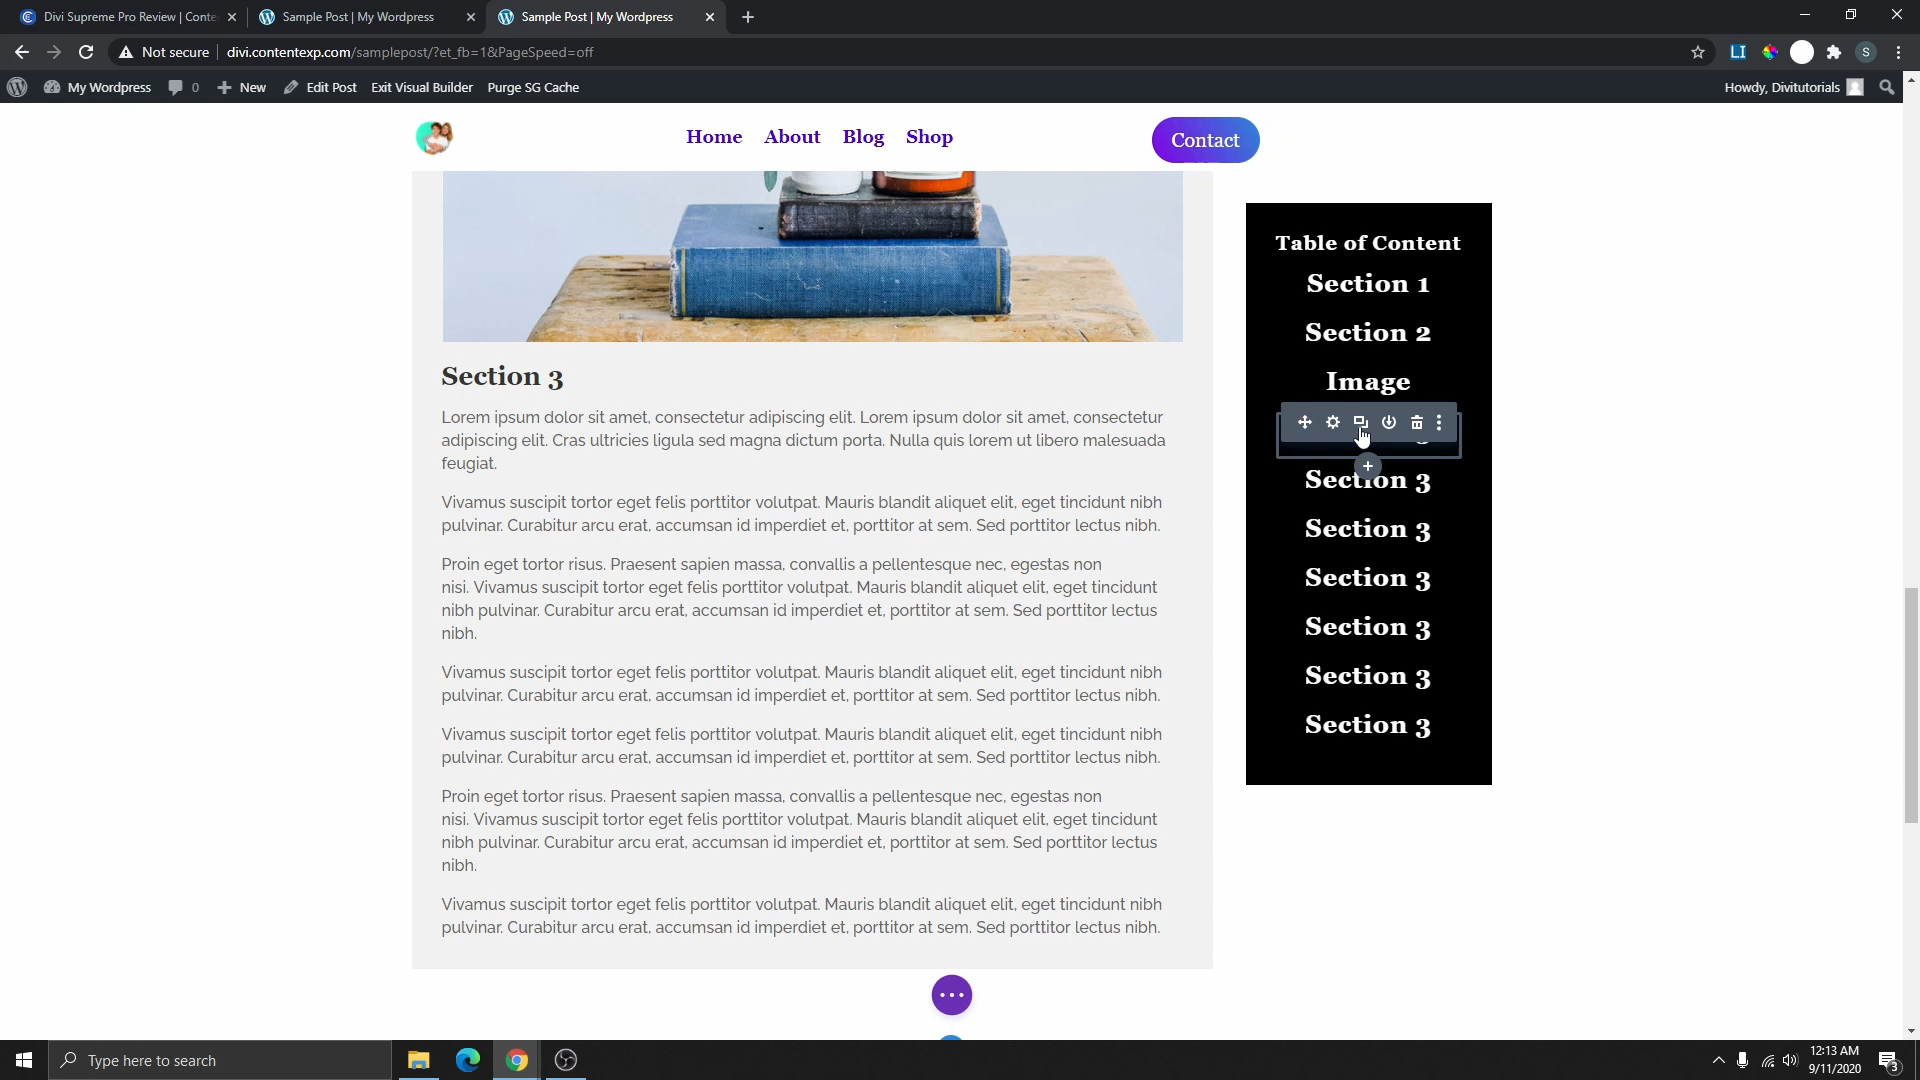 Divi Supreme Pro Review | Conte
Sample Post | My Wordpress
Sample Post | My Wordpress
Not secure
divi.contentexp.com/samplepost/?et_fb=1&PageSpeed=off
LI
S
My Wordpress
0
New
Edit Post
Exit Visual Builder
Purge SG Cache
Howdy, Divitutorials
Home
About
Blog
Shop
Contact
Section 3
Lorem ipsum dolor sit amet, consectetur adipiscing elit. Lorem ipsum dolor sit amet, consectetur
adipiscing elit. Cras ultricies ligula sed magna dictum porta. Nulla quis lorem ut libero malesuada
feugiat.
Vivamus suscipit tortor eget felis porttitor volutpat. Mauris blandit aliquet elit, eget tincidunt nibh
pulvinar. Curabitur arcu erat, accumsan id imperdiet et, porttitor at sem. Sed porttitor lectus nibh.
Proin eget tortor risus. Praesent sapien massa, convallis a pellentesque nec, egestas non
nisi. Vivamus suscipit tortor eget felis porttitor volutpat. Mauris blandit aliquet elit, eget tincidunt
nibh pulvinar. Curabitur arcu erat, accumsan id imperdiet et, porttitor at sem. Sed porttitor lectus
nibh.
Vivamus suscipit tortor eget felis porttitor volutpat. Mauris blandit aliquet elit, eget tincidunt nibh
pulvinar. Curabitur arcu erat, accumsan id imperdiet et, porttitor at sem. Sed porttitor lectus nibh.
Vivamus suscipit tortor eget felis porttitor volutpat. Mauris blandit aliquet elit, eget tincidunt nibh
pulvinar. Curabitur arcu erat, accumsan id imperdiet et, porttitor at sem. Sed porttitor lectus nibh.
Proin eget tortor risus. Praesent sapien massa, convallis a pellentesque nec, egestas non
nisi. Vivamus suscipit tortor eget felis porttitor volutpat. Mauris blandit aliquet elit, eget tincidunt
nibh pulvinar. Curabitur arcu erat, accumsan id imperdiet et, porttitor at sem. Sed porttitor lectus
nibh.
Vivamus suscipit tortor eget felis porttitor volutpat. Mauris blandit aliquet elit, eget tincidunt nibh
pulvinar. Curabitur arcu erat, accumsan id imperdiet et, porttitor at sem. Sed porttitor lectus nibh.
Table of Content
Section 1
Section 2
Image
Section 3
Section 3
Section 3
Section 3
Section 3
Section 3
Type here to search
12:13 AM
9/11/2020
3